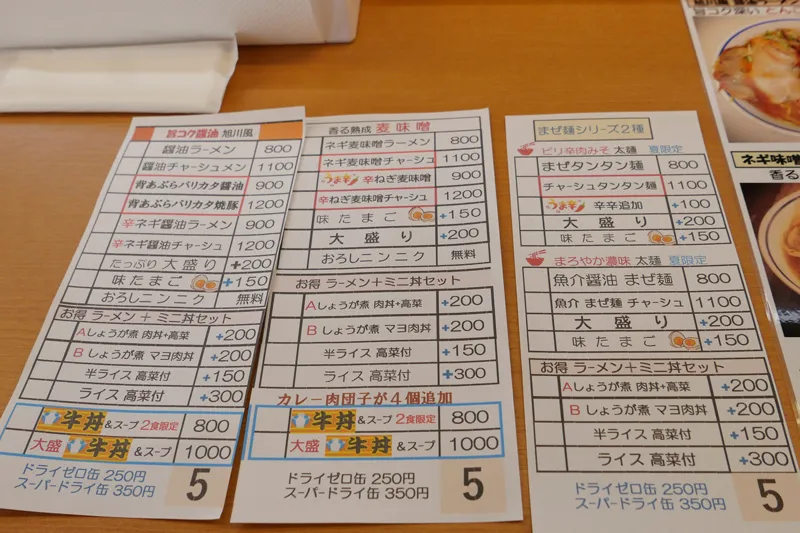 旨コク醤油 旭川風
醤油ラーメン 800
醤油チャーシュメン 1100
背あぶらバリカタ醤油 900
背あぶらバリカタ焼豚 1200
辛ネギ醤油ラーメン 900
辛ネギ醤油チャーシュ 1200
たっぷり 大盛り +200
味たまご +150
おろしニンニク 無料
お得 ラーメン + ミニ丼セット
Aしょうが煮 肉丼+高菜 +200
B しょうが煮 マヨ肉丼 +200
半ライス 高菜付 +150
ライス 高菜付 +300
牛丼 &スープ 2食限定 800
大盛 牛丼 &スープ 1000
ドライゼロ缶 250円
スーパードライ缶 350円
5
香る熟成 麦味噌
ネギ麦味噌ラーメン 800
ネギ麦味噌チャーシュ 1100
うま辛 辛ねぎ麦味噌 900
辛ねぎ麦味噌チャーシュ 1200
味たまご +150
大盛り +200
おろしニンニク 無料
お得 ラーメン+ミニ丼セット
Aしょうが煮 肉丼+高菜 +200
B しょうが煮 マヨ肉丼 +200
半ライス 高菜付 +150
ライス 高菜付 +300
カレー肉団子が4個追加
牛丼 &スープ 2食限定 800
大盛 牛丼 &スープ 1000
ドライゼロ缶 250円
スーパードライ缶 350円
5
まぜ麺シリーズ2種
ピリ辛肉みそ 太麺 夏限定
まぜタンタン麺 800
チャーシュタンタン麺 1100
うま辛 辛辛追加 +100
大盛り +200
味たまご +150
まろやか濃味 太麺 夏限定
魚介醤油 まぜ麺 800
魚介 まぜ麺 チャーシュ 1100
大盛り +200
味たまご +150
お得 ラーメン+ミニ丼セット
Aしょうが煮 肉丼+高菜 +200
B しょうが煮 マヨ肉丼 +200
半ライス 高菜付 +150
ライス 高菜付 +300
ドライゼロ缶 250円
スーパードライ缶 350円
5
ネギ味噌
香る